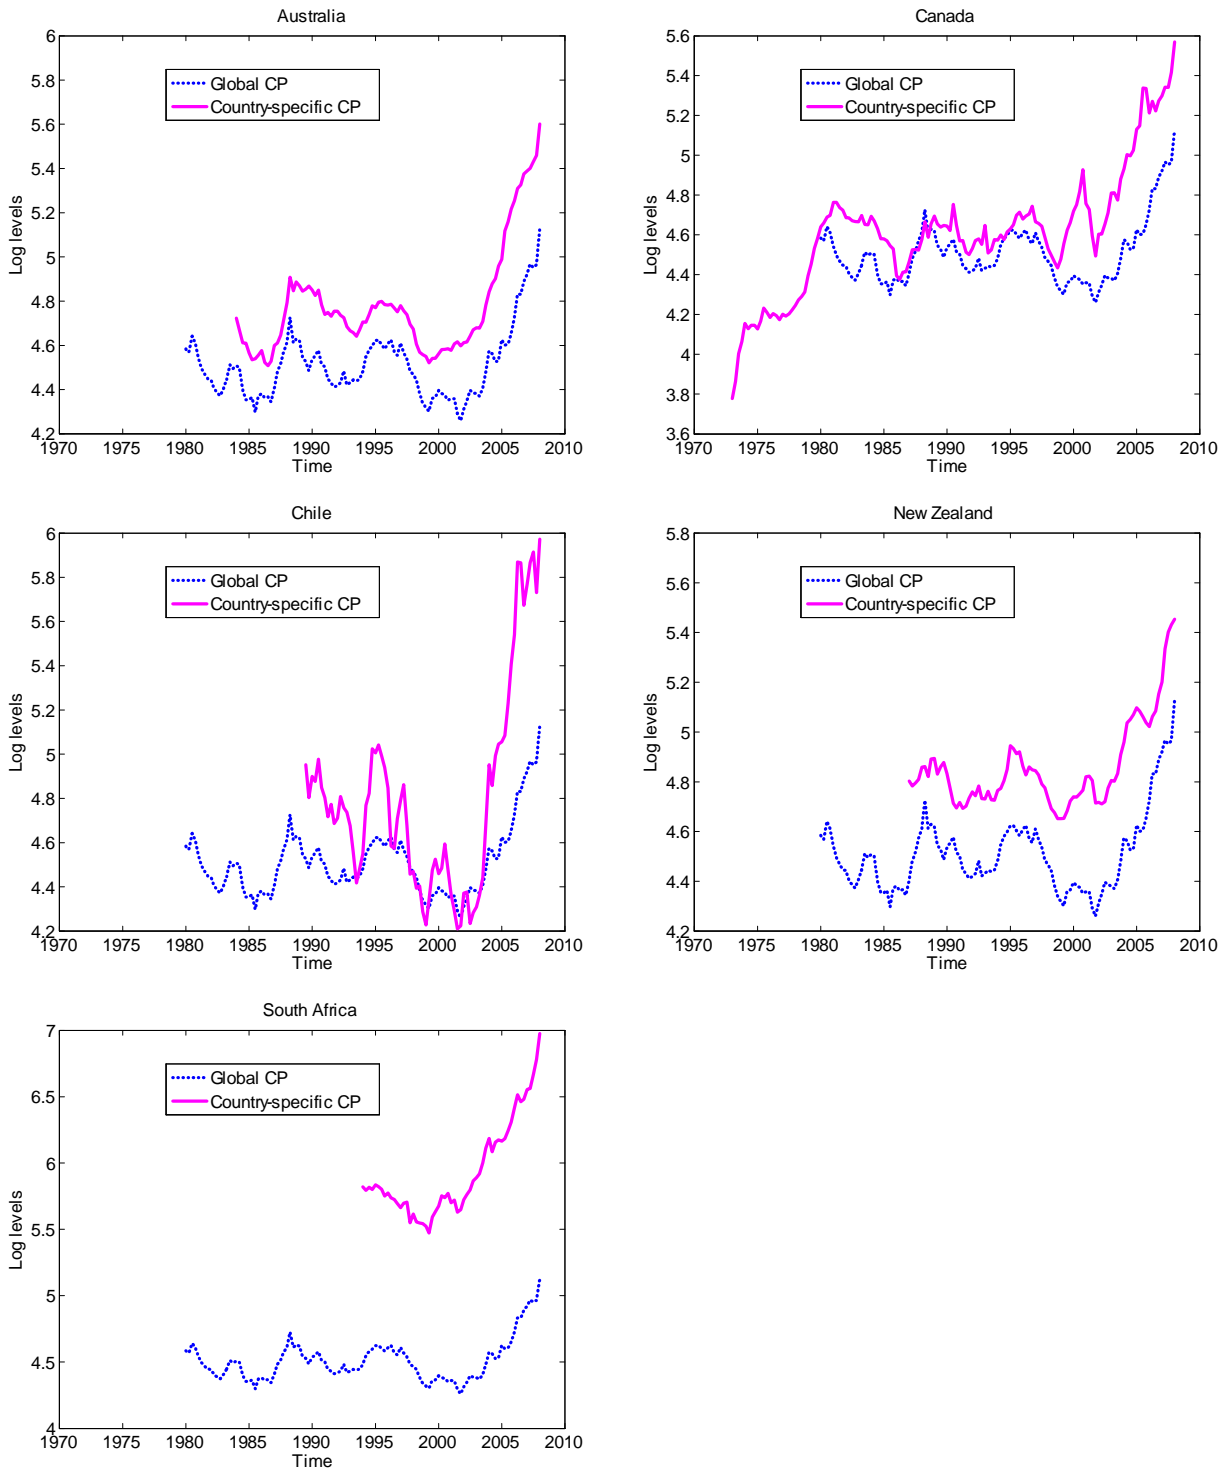 Australia
6
5.8
5.6
5.4
5.2
5
4.8
4.6
4.4
4.2
Log levels
Global CP
Country-specific CP
1970 1975 1980 1985 1990 1995 2000 2005 2010
Time
Canada
5.6
5.4
5.2
5
4.8
4.6
4.4
4.2
4
3.8
3.6
Log levels
Global CP
Country-specific CP
1970 1975 1980 1985 1990 1995 2000 2005 2010
Time
Chile
6
5.8
5.6
5.4
5.2
5
4.8
4.6
4.4
4.2
Log levels
Global CP
Country-specific CP
1970 1975 1980 1985 1990 1995 2000 2005 2010
Time
New Zealand
5.8
5.6
5.4
5.2
5
4.8
4.6
4.4
4.2
Log levels
Global CP
Country-specific CP
1970 1975 1980 1985 1990 1995 2000 2005 2010
Time
South Africa
7
6.5
6
5.5
5
4.5
4
Log levels
Global CP
Country-specific CP
1970 1975 1980 1985 1990 1995 2000 2005 2010
Time